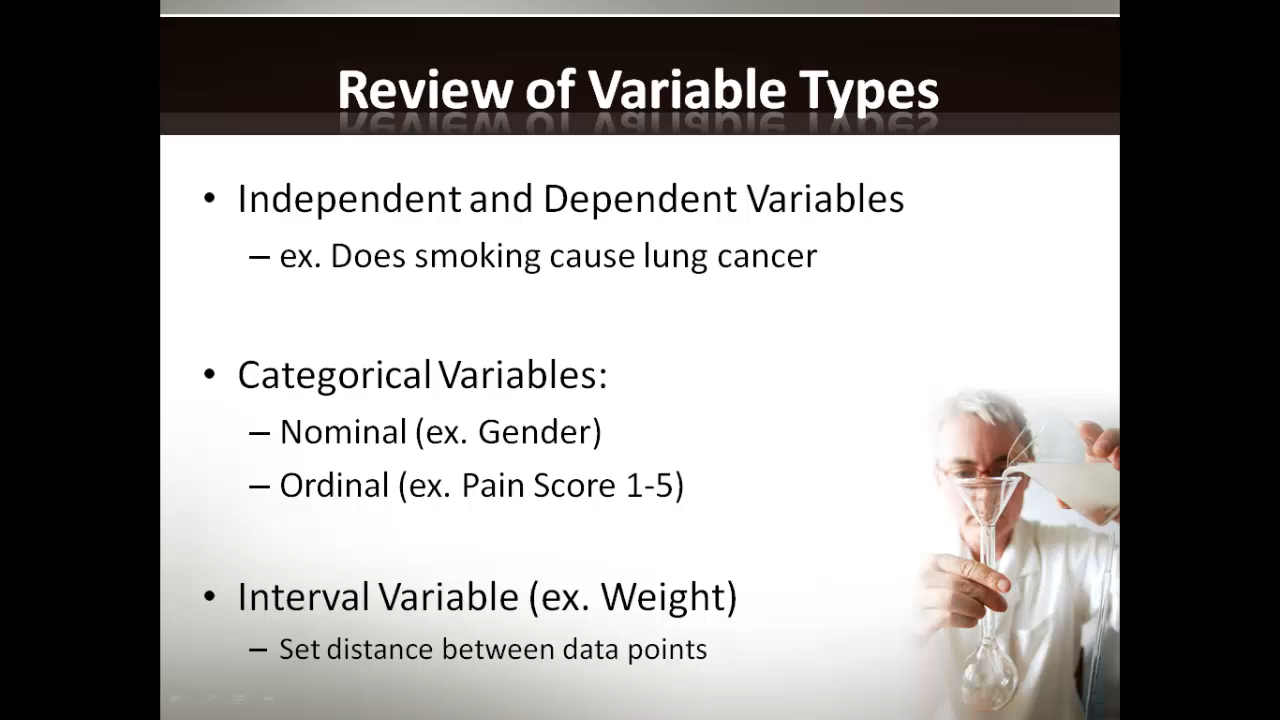 Review of Variable Types
• Independent and Dependent Variables
– ex. Does smoking cause lung cancer
• Categorical Variables:
– Nominal (ex. Gender)
– Ordinal (ex. Pain Score 1-5)
• Interval Variable (ex. Weight)
– Set distance between data points